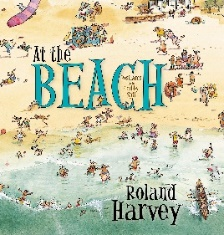 At the
BEACH
Roland
Harvey